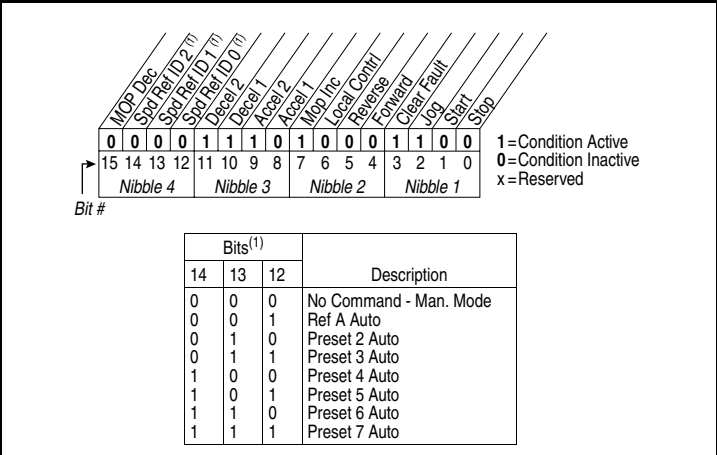 MOP Dec
Spd Ref ID 2 (1)
Spd Ref ID 1 (1)
Spd Ref ID 0 (1)
Decel 2
Decel 1
Accel 2
Accel 1
Mop Inc
Local Contrl
Reverse
Forward
Clear Fault
Jog
Start
Stop
0 0 0 0 1 1 1 0 1 0 0 0 1 1 0 0
1=Condition Active
0=Condition Inactive
x=Reserved
15 14 13 12 11 10 9 8 7 6 5 4 3 2 1 0
Nibble 4 Nibble 3 Nibble 2 Nibble 1
Bit #
Bits(1)
14 13 12 Description
0 0 0 No Command - Man. Mode
0 0 1 Ref A Auto
0 1 0 Preset 2 Auto
0 1 1 Preset 3 Auto
1 0 0 Preset 4 Auto
1 0 1 Preset 5 Auto
1 1 0 Preset 6 Auto
1 1 1 Preset 7 Auto